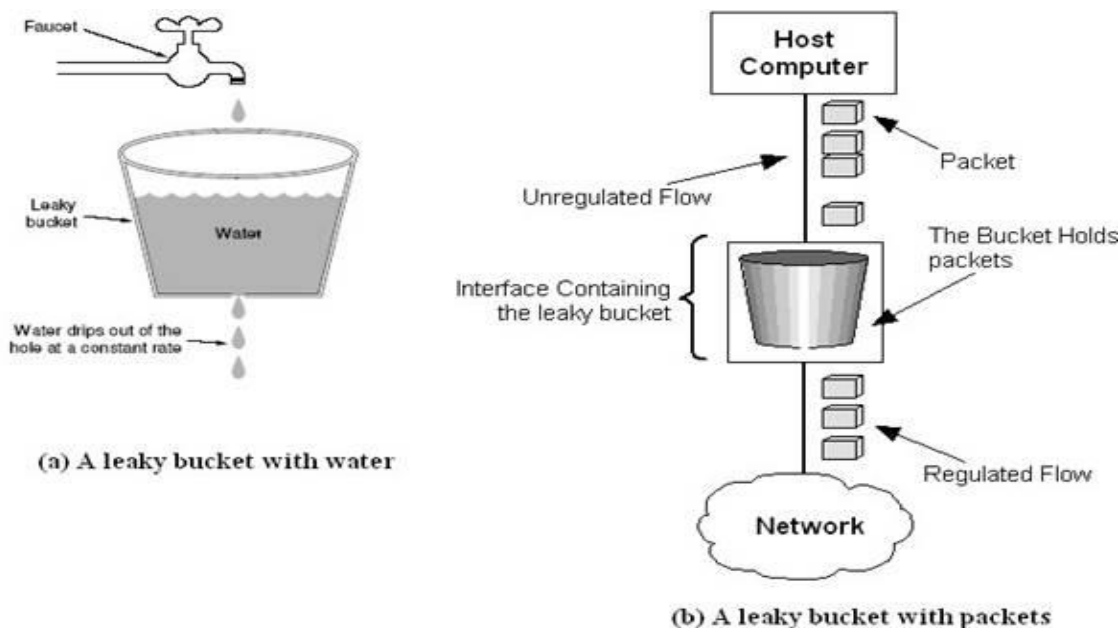 Faucet
Leaky
bucket
Water
Water drips out of the
hole at a constant rate
(a) A leaky bucket with water
Host
Computer
Packet
Unregulated Flow
The Bucket Holds
packets
Interface Containing
the leaky bucket
Regulated Flow
Network
(b) A leaky bucket with packets